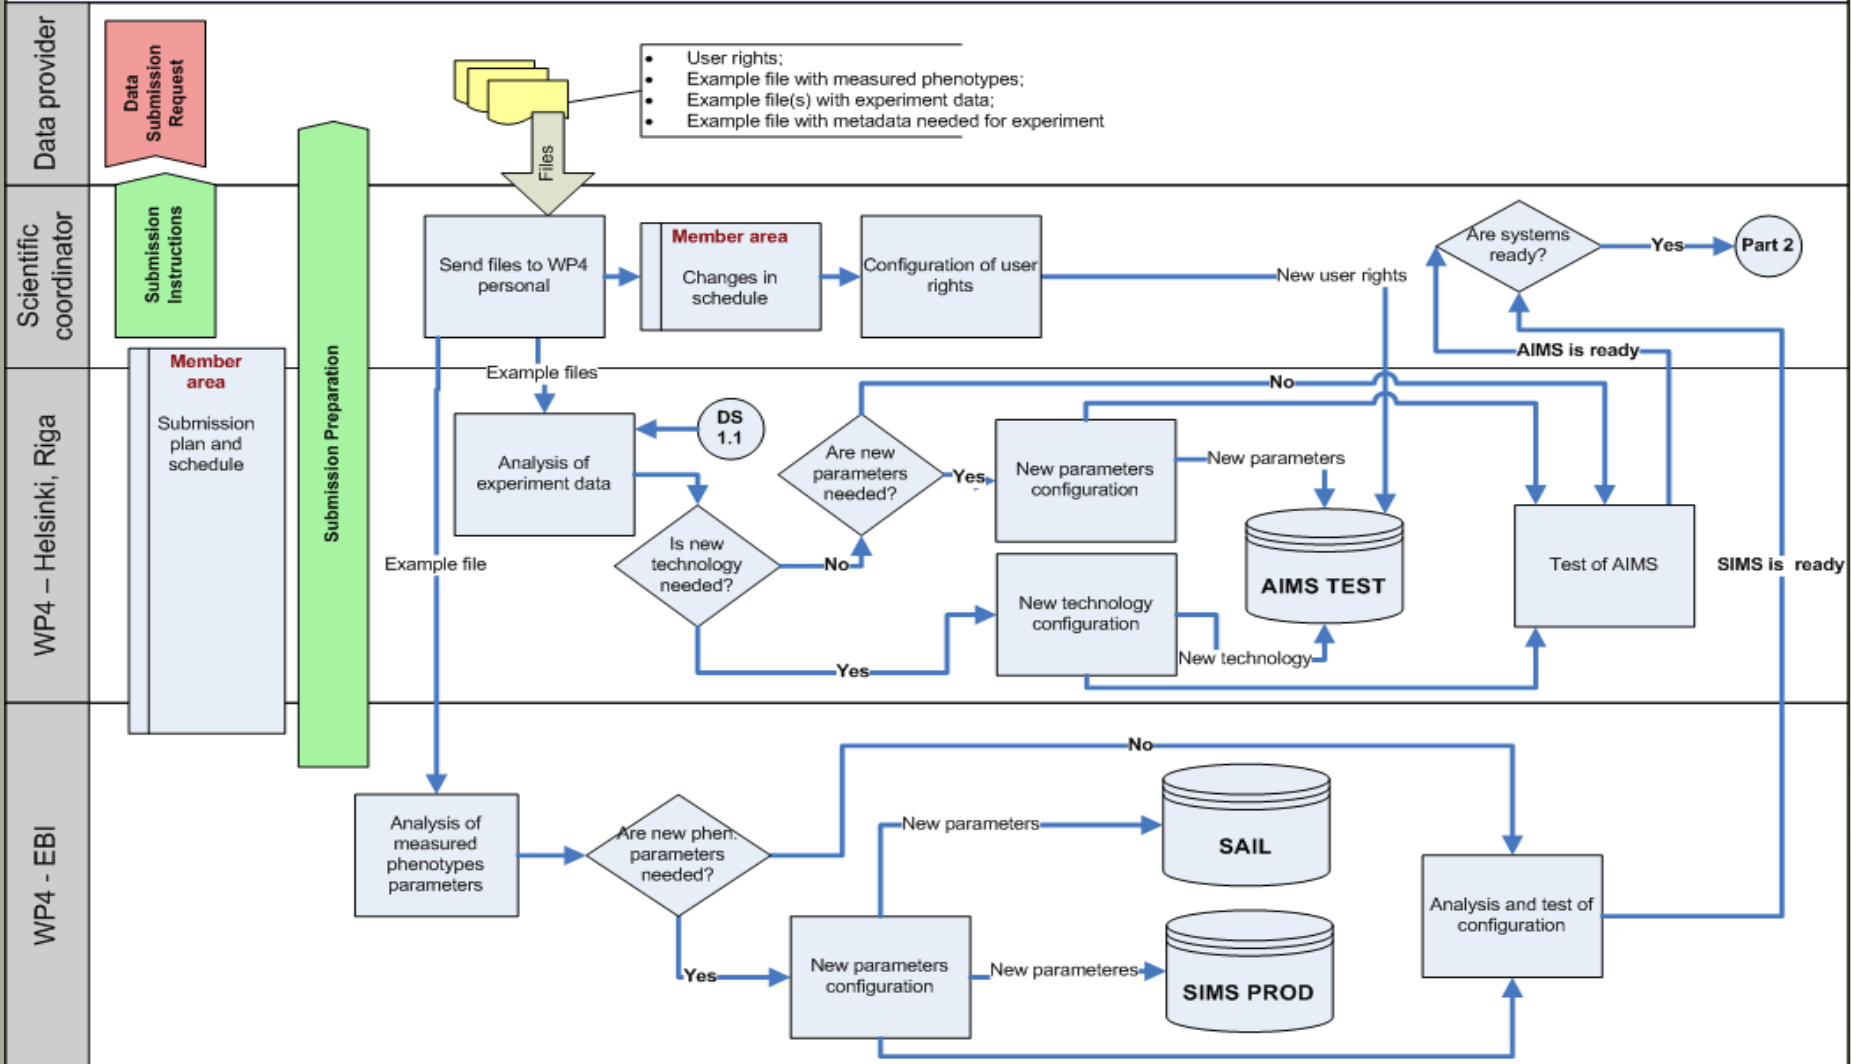 Data provider
Data
Submission
Request
User rights;
Example file with measured phenotypes;
Example file(s) with experiment data;
Example file with metadata needed for experiment
Files
Scientific
coordinator
Submission
Instructions
Send files to WP4
personal
Member area
Changes in
schedule
Configuration of user
rights
New user rights
Are systems
ready?
Yes
Part 2
AIMS is ready
Example files
Member
area
Submission
plan and
schedule
Submission Preparation
WP4 – Helsinki, Riga
Analysis of
experiment data
DS
1.1
Are new
parameters
needed?
No
Yes
New parameters
configuration
New parameters
Is new
technology
needed?
No
Yes
New technology
configuration
New technology
AIMS TEST
Test of AIMS
SIMS is  ready
Example file
WP4 - EBI
Analysis of
measured
phenotypes
parameters
Are new phen.
parameters
needed?
No
Yes
New parameters
configuration
New parameters
SAIL
New parameteres
SIMS PROD
Analysis and test of
configuration